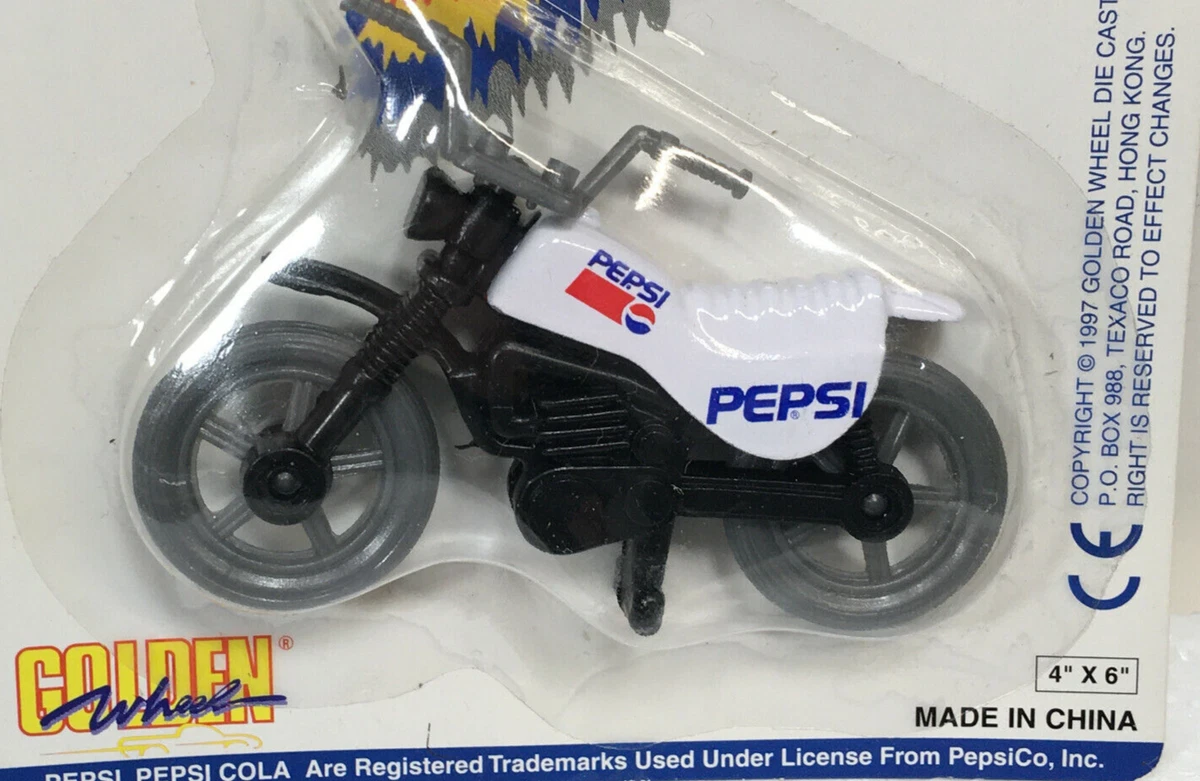 PEPSI
PEPSI®
COPYRIGHT © 1997 GOLDEN WHEEL DIE CAST
P.O. BOX 988, TEXACO ROAD, HONG KONG.
RIGHT IS RESERVED TO EFFECT CHANGES.
CE
GOLDEN®
Wheel
4" X 6"
MADE IN CHINA
PEPSI, PEPSI COLA Are Registered Trademarks Used Under License From PepsiCo, Inc.